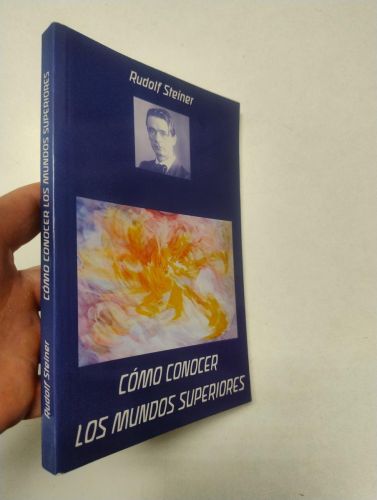 Rudolf Steiner
CÓMO CONOCER
LOS MUNDOS SUPERIORES
Rudolf Steiner CÓMO CONOCER LOS MUNDOS SUPERIORES